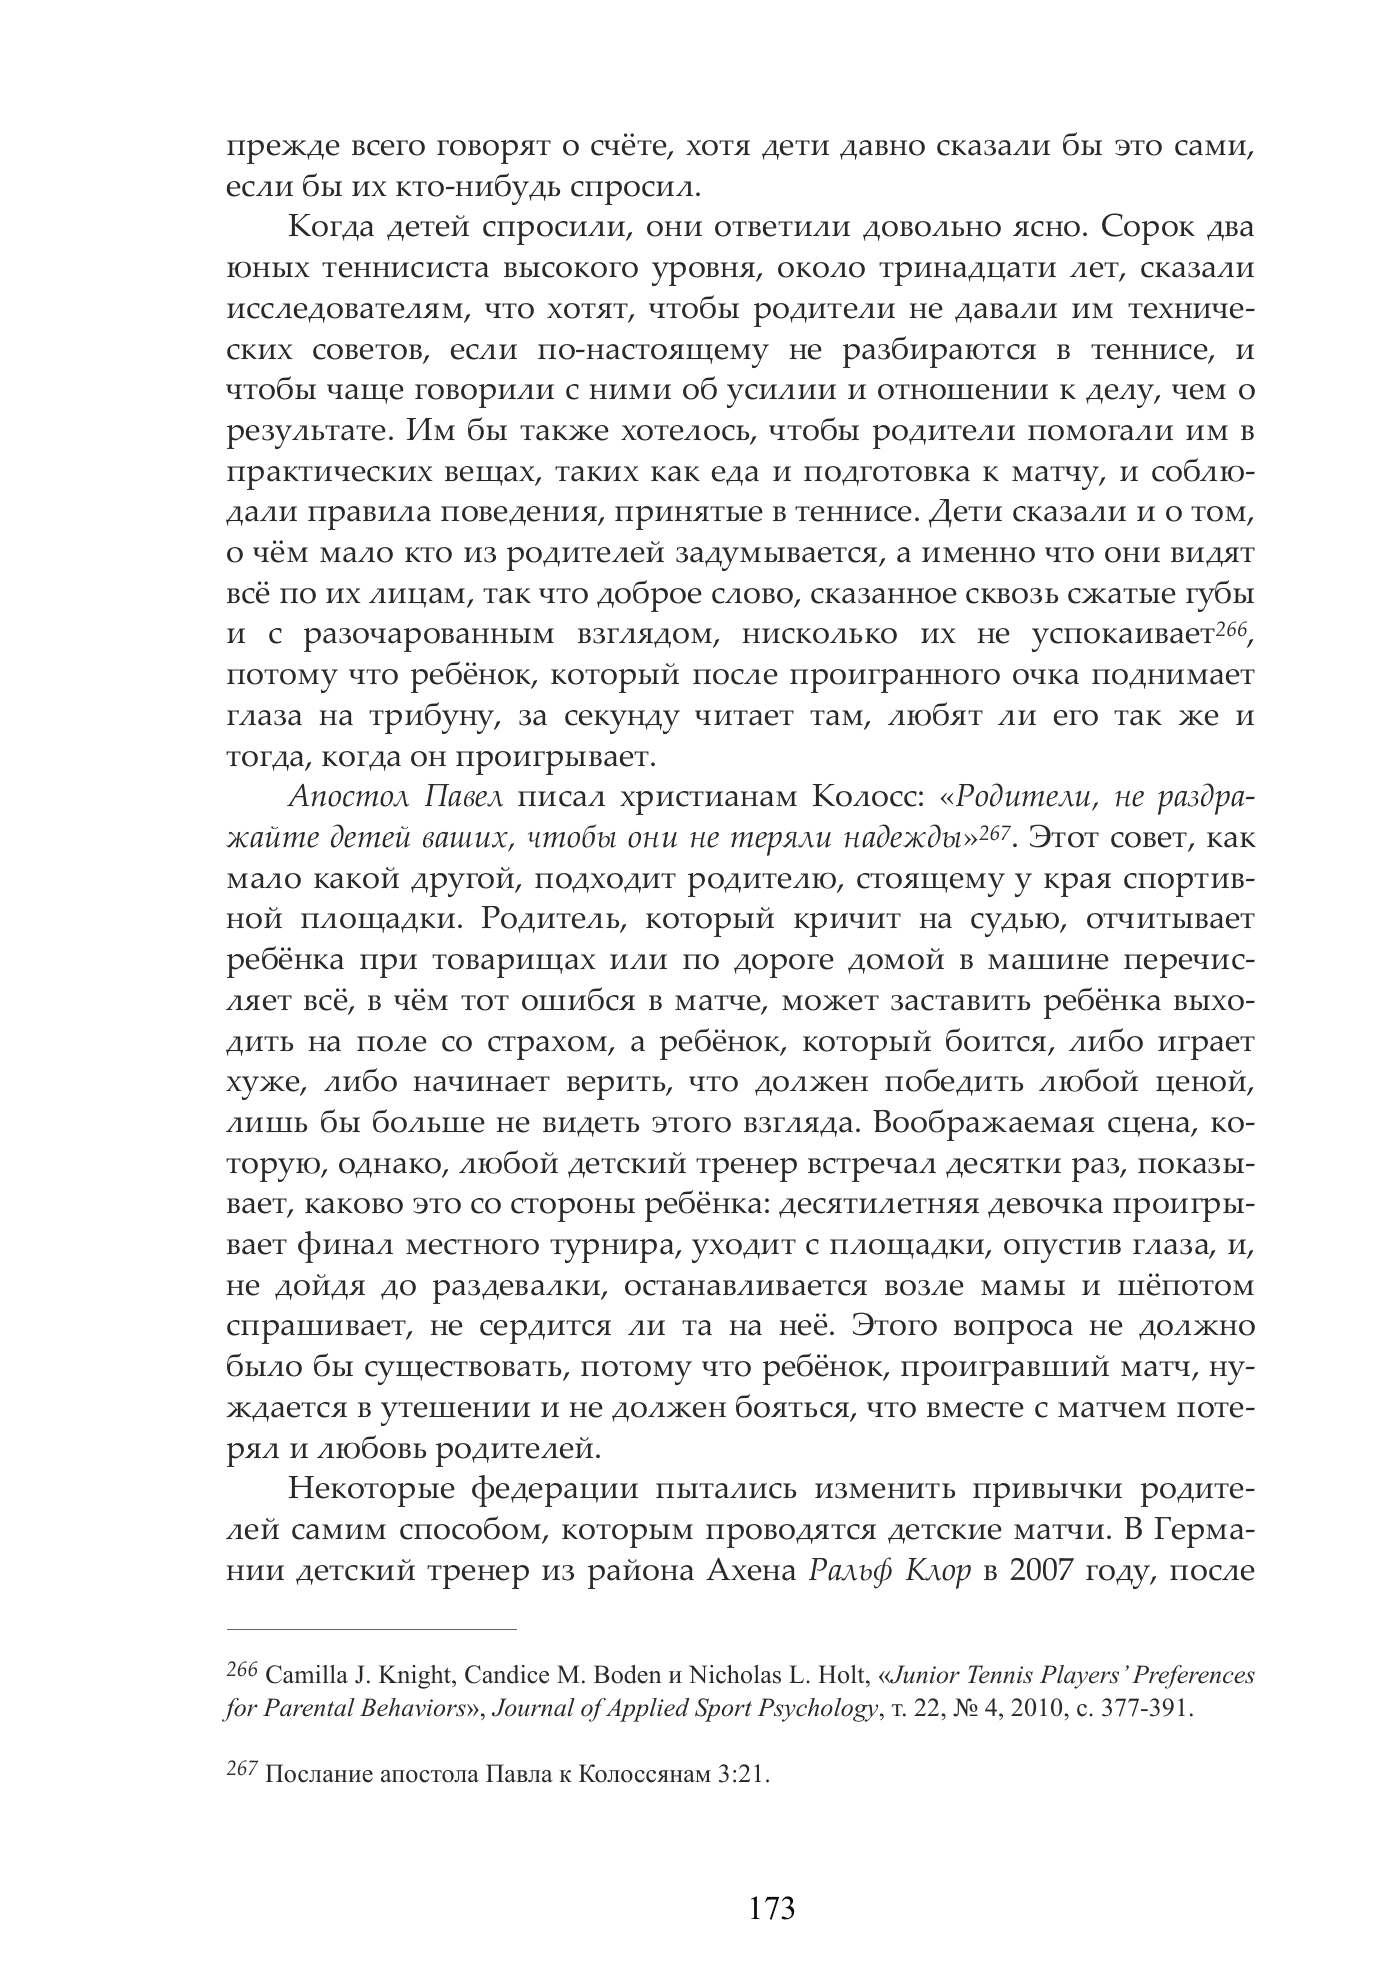 прежде всего говорят о счёте, хотя дети давно сказали бы это сами,
если бы их кто-нибудь спросил.
Когда детей спросили, они ответили довольно ясно. Сорок два
юных теннисиста высокого уровня, около тринадцати лет, сказали
исследователям, что хотят, чтобы родители не давали им техниче-
ских советов, если по-настоящему не разбираются в теннисе, и
чтобы чаще говорили с ними об усилии и отношении к делу, чем о
результате. Им бы также хотелось, чтобы родители помогали им в
практических вещах, таких как еда и подготовка к матчу, и соблю-
дали правила поведения, принятые в теннисе. Дети сказали и о том,
о чём мало кто из родителей задумывается, а именно что они видят
всё по их лицам, так что доброе слово, сказанное сквозь сжатые губы
и с разочарованным взглядом, нисколько их не успокаивает266,
потому что ребёнок, который после проигранного очка поднимает
глаза на трибуну, за секунду читает там, любят ли его так же и
тогда, когда он проигрывает.
Апостол Павел писал христианам Колосс: «Родители, не раздра-
жайте детей ваших, чтобы они не теряли надежды»267. Этот совет, как
мало какой другой, подходит родителю, стоящему у края спортив-
ной площадки. Родитель, который кричит на судью, отчитывает
ребёнка при товарищах или по дороге домой в машине перечис-
ляет всё, в чём тот ошибся в матче, может заставить ребёнка выхо-
дить на поле со страхом, а ребёнок, который боится, либо играет
хуже, либо начинает верить, что должен победить любой ценой,
лишь бы больше не видеть этого взгляда. Воображаемая сцена, ко-
торую, однако, любой детский тренер встречал десятки раз, показы-
вает, каково это со стороны ребёнка: десятилетняя девочка проигры-
вает финал местного турнира, уходит с площадки, опустив глаза, и,
не дойдя до раздевалки, останавливается возле мамы и шёпотом
спрашивает, не сердится ли та на неё. Этого вопроса не должно
было бы существовать, потому что ребёнок, проигравший матч, ну-
ждается в утешении и не должен бояться, что вместе с матчем поте-
рял и любовь родителей.
Некоторые федерации пытались изменить привычки родите-
лей самим способом, которым проводятся детские матчи. В Герма-
нии детский тренер из района Ахена Ральф Клор в 2007 году, после
266 Camilla J. Knight, Candice M. Boden и Nicholas L. Holt, «Junior Tennis Players’ Preferences
for Parental Behaviors», Journal of Applied Sport Psychology, т. 22, № 4, 2010, с. 377-391.
267 Послание апостола Павла к Колоссянам 3:21.
173